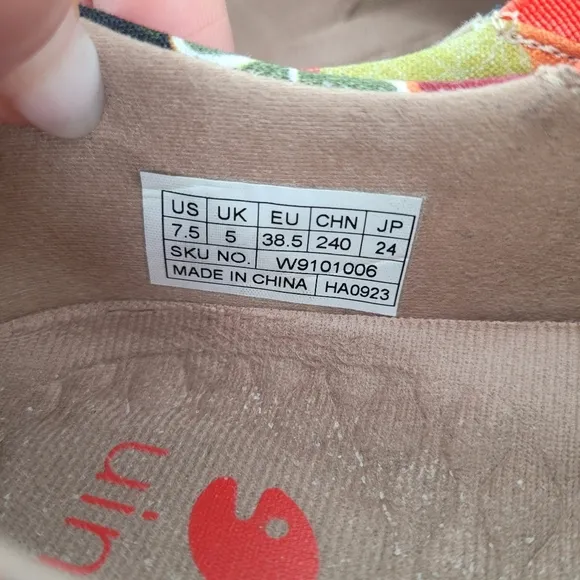 US UK EU CHN JP
7.5 5 38.5 240 24
SKU NO. W9101006
MADE IN CHINA HA0923
uin